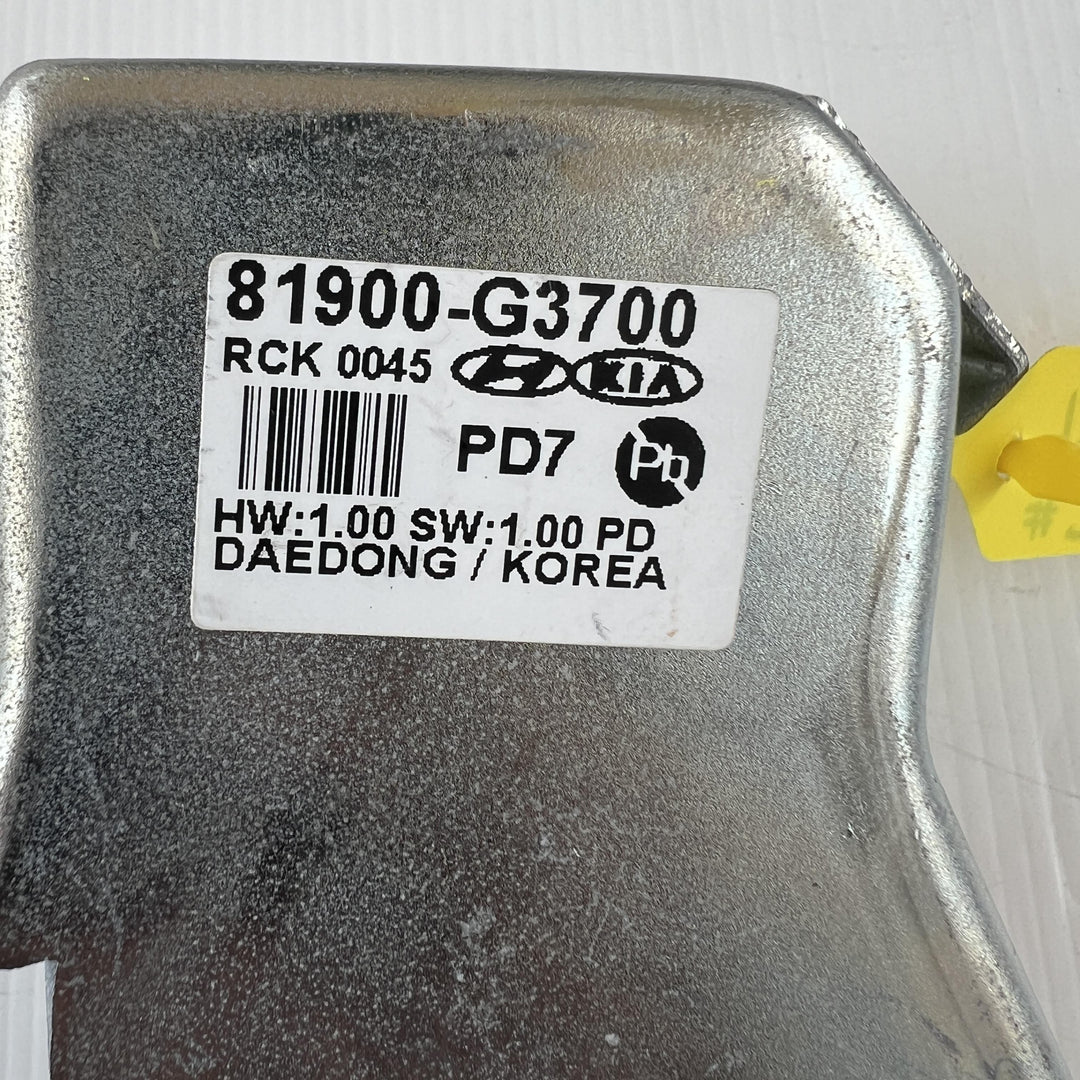 81900-G3700
RCK 0045 KIA
PD7 Pb
HW:1.00 SW:1.00 PD
DAEDONG / KOREA